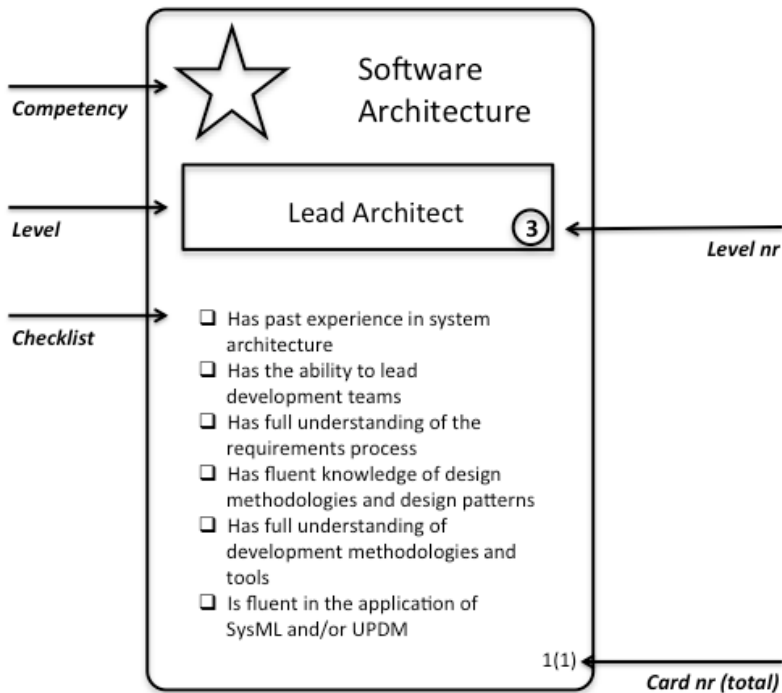 Software
Architecture
Competency
Lead Architect
3
Level
Level nr
Checklist
❑ Has past experience in system
architecture
❑ Has the ability to lead
development teams
❑ Has full understanding of the
requirements process
❑ Has fluent knowledge of design
methodologies and design patterns
❑ Has full understanding of
development methodologies and
tools
❑ Is fluent in the application of
SysML and/or UPDM
1(1)
Card nr (total)